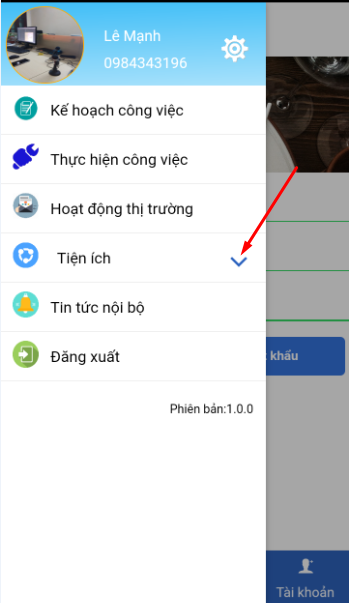 Lê Mạnh
0984343196
Kế hoạch công việc
Thực hiện công việc
Hoạt động thị trường
Tiện ích
Tin tức nội bộ
khẩu
Đăng xuất
Phiên bản:1.0.0
Tài khoản